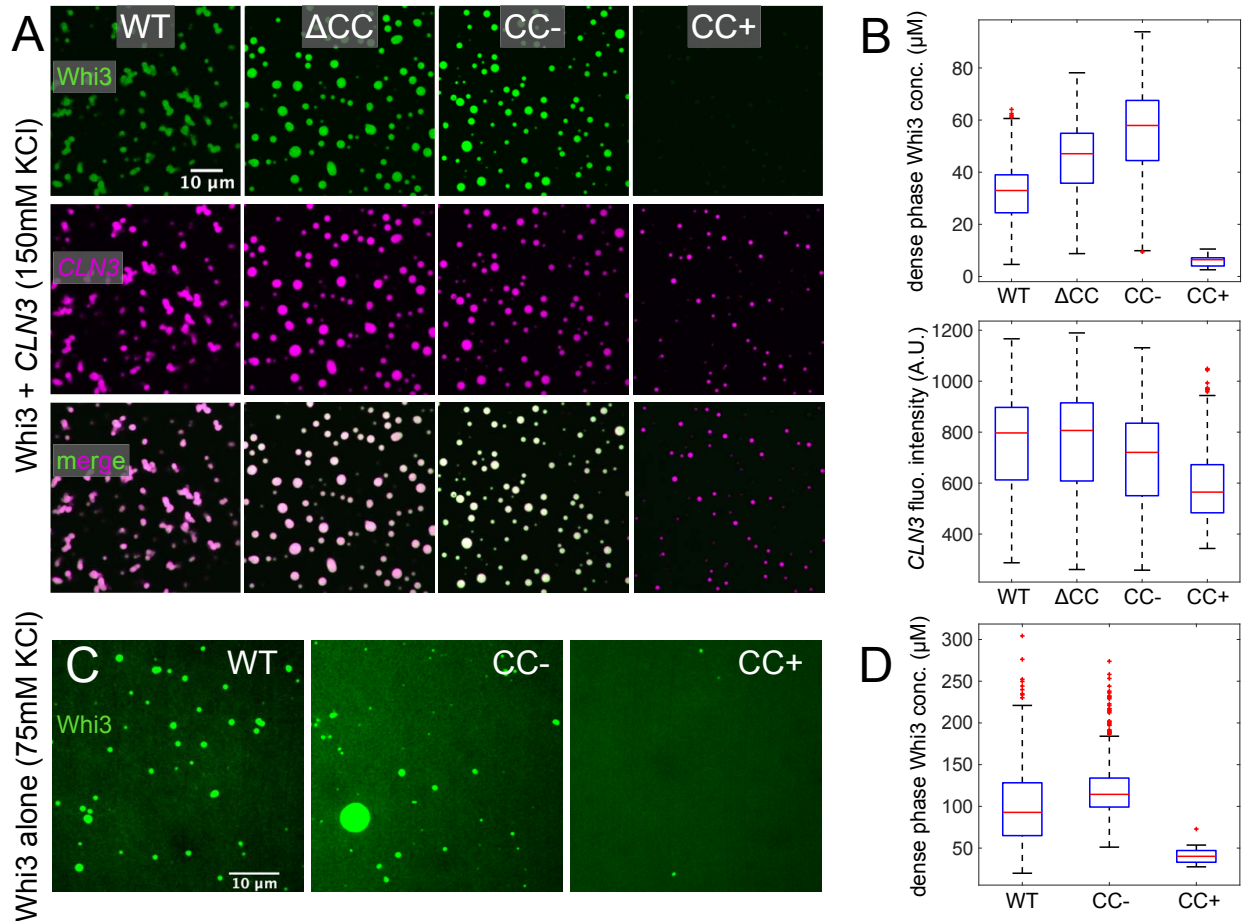 A
WT
ΔCC
CC-
CC+
Whi3
10 µm
CLN3
merge
Whi3 + CLN3 (150mM KCl)
B
dense phase Whi3 conc. (µM)
80
60
40
20
0
WT
ΔCC
CC-
CC+
CLN3 fluo. intensity (A.U.)
1200
1000
800
600
400
WT
ΔCC
CC-
CC+
C
WT
CC-
CC+
Whi3
10 µm
Whi3 alone (75mM KCl)
D
dense phase Whi3 conc. (µM)
300
250
200
150
100
50
WT
CC-
CC+